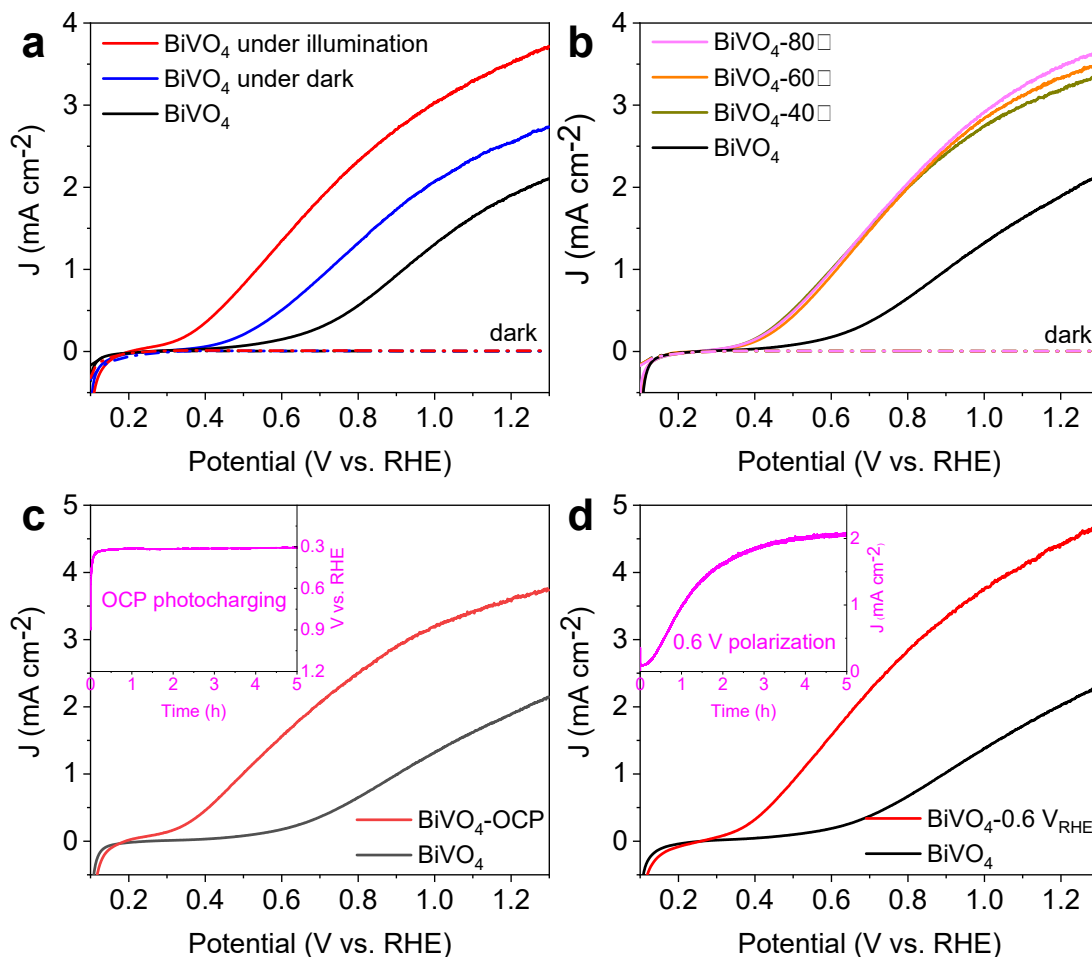 a
BiVO4 under illumination
BiVO4 under dark
BiVO4
dark
J (mA cm-2)
4
3
2
1
0
0.2 0.4 0.6 0.8 1.0 1.2
Potential (V vs. RHE)
b
BiVO4-80□
BiVO4-60□
BiVO4-40□
BiVO4
dark
J (mA cm-2)
4
3
2
1
0
0.2 0.4 0.6 0.8 1.0 1.2
Potential (V vs. RHE)
c
OCP photocharging
V vs. RHE
0.3
0.6
0.9
1.2
0 1 2 3 4 5
Time (h)
BiVO4-OCP
BiVO4
J (mA cm-2)
5
4
3
2
1
0
0.2 0.4 0.6 0.8 1.0 1.2
Potential (V vs. RHE)
d
0.6 V polarization
J (mA cm-2)
2
1
0
0 1 2 3 4 5
Time (h)
BiVO4-0.6 VRHE
BiVO4
J (mA cm-2)
5
4
3
2
1
0
0.2 0.4 0.6 0.8 1.0 1.2
Potential (V vs. RHE)